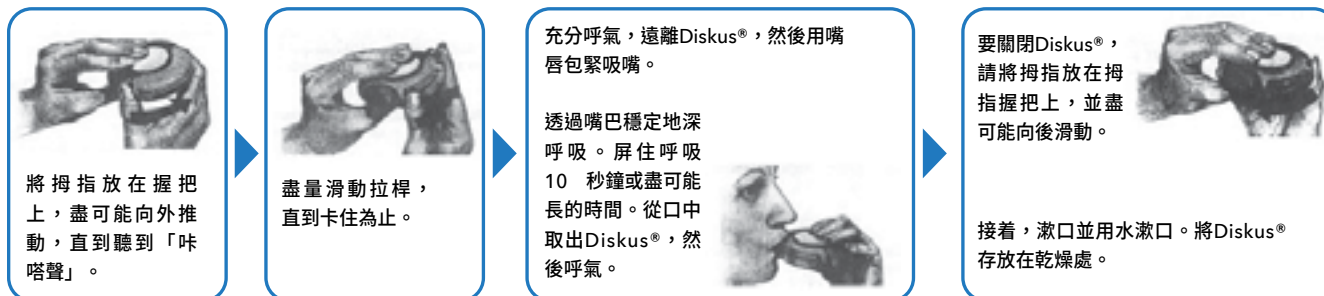 將拇指放在握把
上，盡可能向外推
動，直到聽到「咔
嗒聲」。
盡量滑動拉桿，
直到卡住為止。
充分呼氣，遠離Diskus®，然後用嘴
唇包緊吸嘴。
透過嘴巴穩定地深
呼吸。屏住呼吸
10 秒鐘或盡可能
長的時間。從口中
取出Diskus®，然
後呼氣。
要關閉Diskus®，
請將拇指放在拇
指握把上，並盡
可能向後滑動。
接着，漱口並用水漱口。將Diskus®
存放在乾燥處。